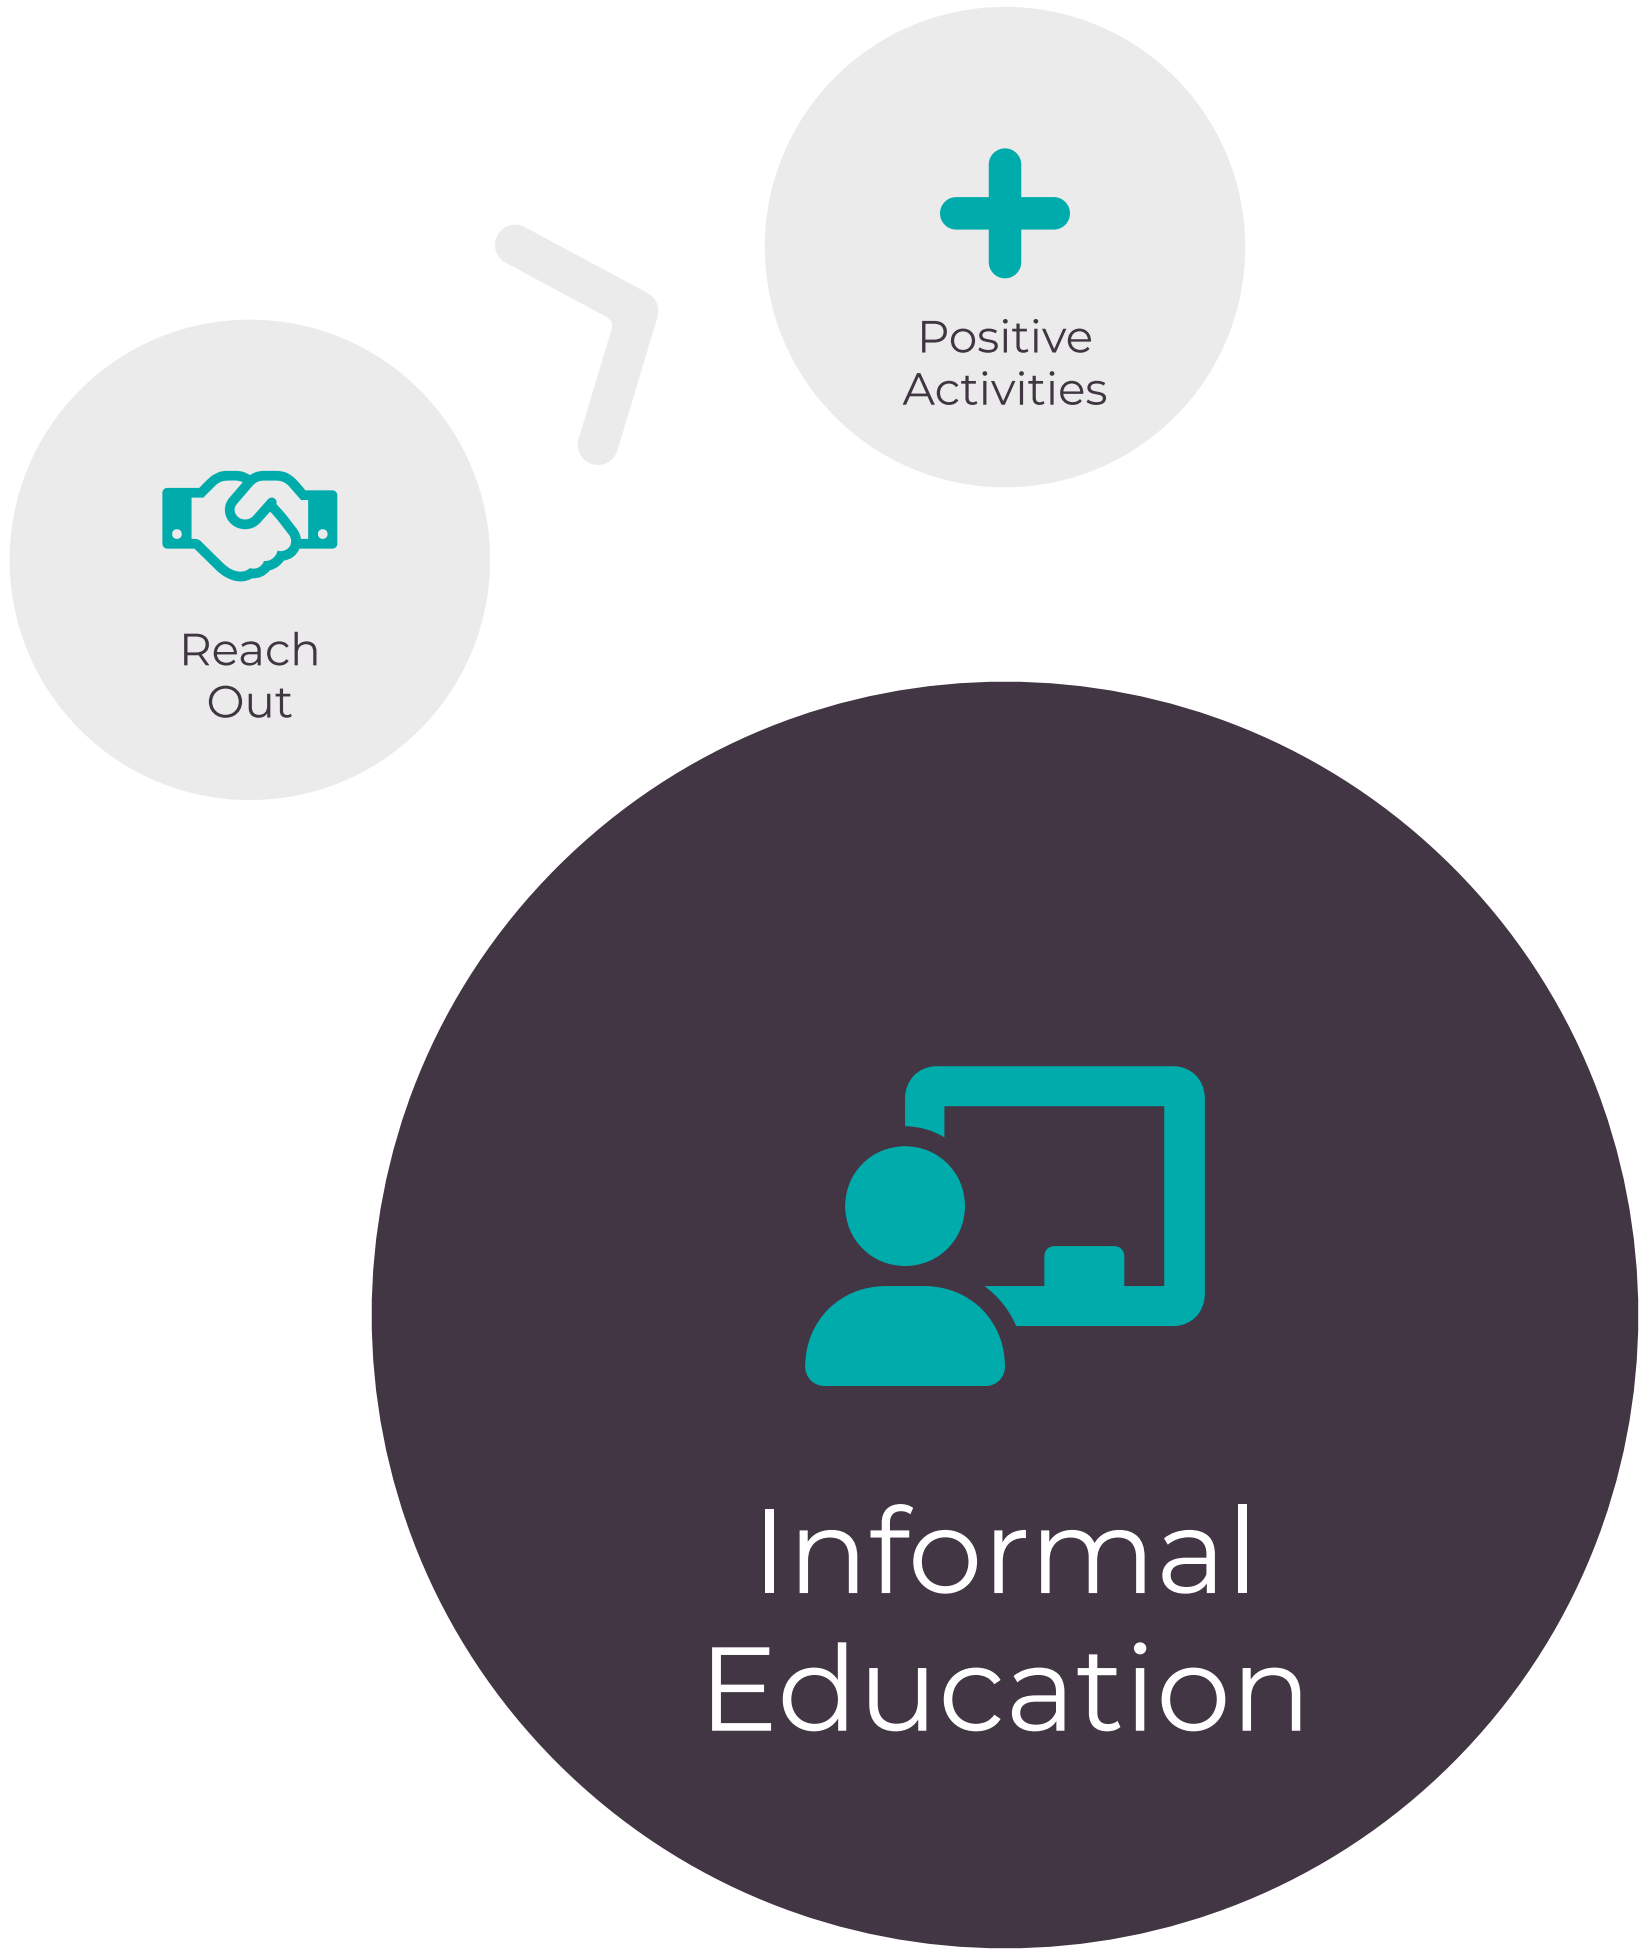 Reach
Out
Positive
Activities
Informal
Education